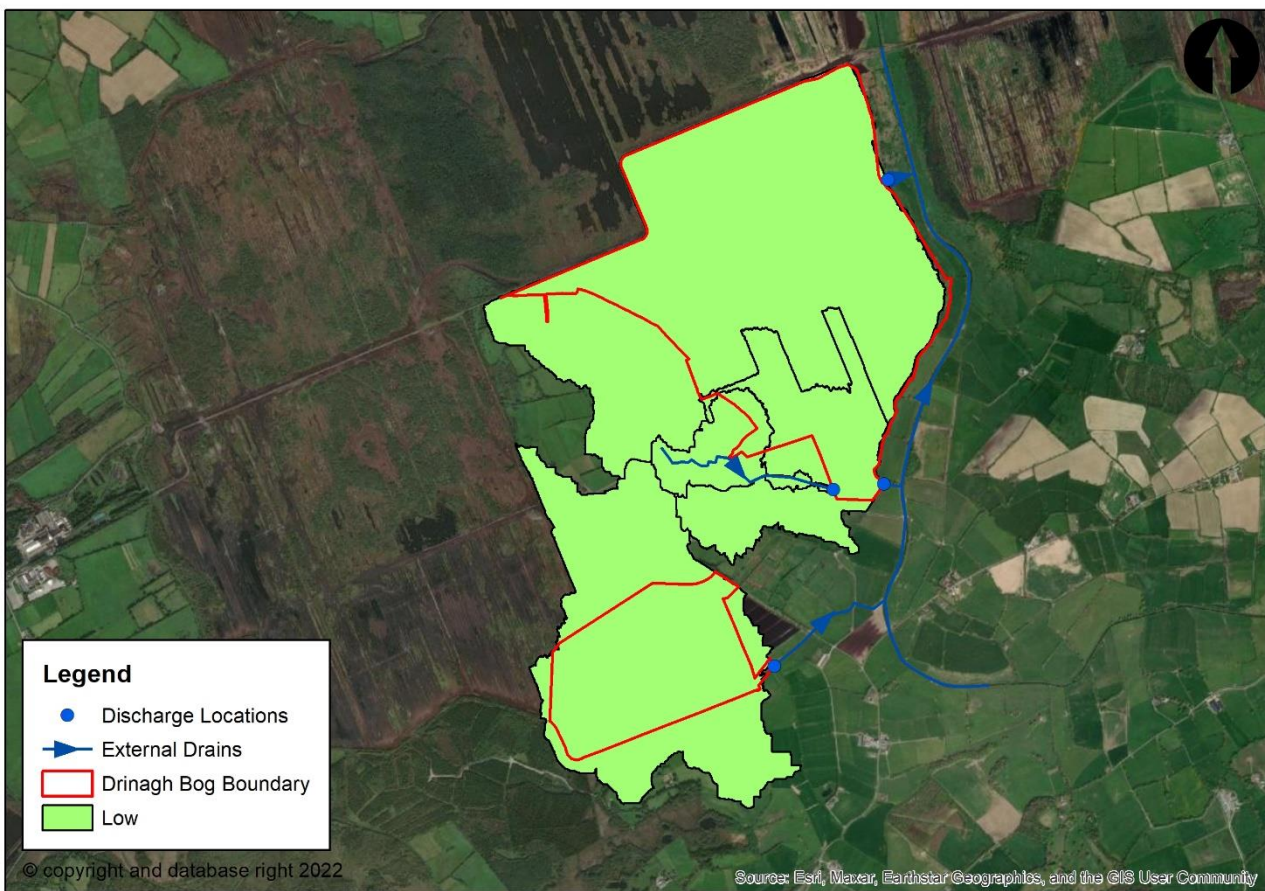 Legend
Discharge Locations
External Drains
Drinagh Bog Boundary
Low
© copyright and database right 2022
Source: Esri, Maxar, Earthstar Geographics, and the GIS User Community